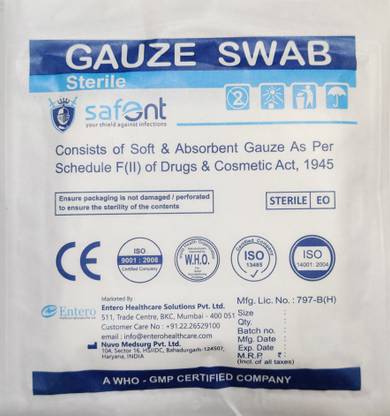 GAUZE SWAB
Sterile
safent
your shield against infections
2
Consists of Soft & Absorbent Gauze As Per
Schedule F(II) of Drugs & Cosmetic Act, 1945
Ensure packaging is not damaged / perforated
to ensure the sterility of the contents
STERILE EO
CE
ISO
9001 : 2008
Certified Company
W.H.O.
Certified Company
ISO
13485
ISO
14001: 2004
Entero
Marketed By
Entero Healthcare Solutions Pvt. Ltd.
511, Trade Centre, BKC, Mumbai - 400 051
Customer Care No : +91.22.26529100
email : info@enterohealthcare.com
Nuvo Medsurg Pvt. Ltd.
10A, Sector 16, HSIIDC, Bahadurgarh-124507,
Haryana, INDIA
Mfg. Lic. No.: 797-B(H)
Size :
Qty. :
Batch no. :
Mfg. Date :
Exp. Date :
M.R.P. ₹ :
(Incl. of all taxes)
A WHO - GMP CERTIFIED COMPANY